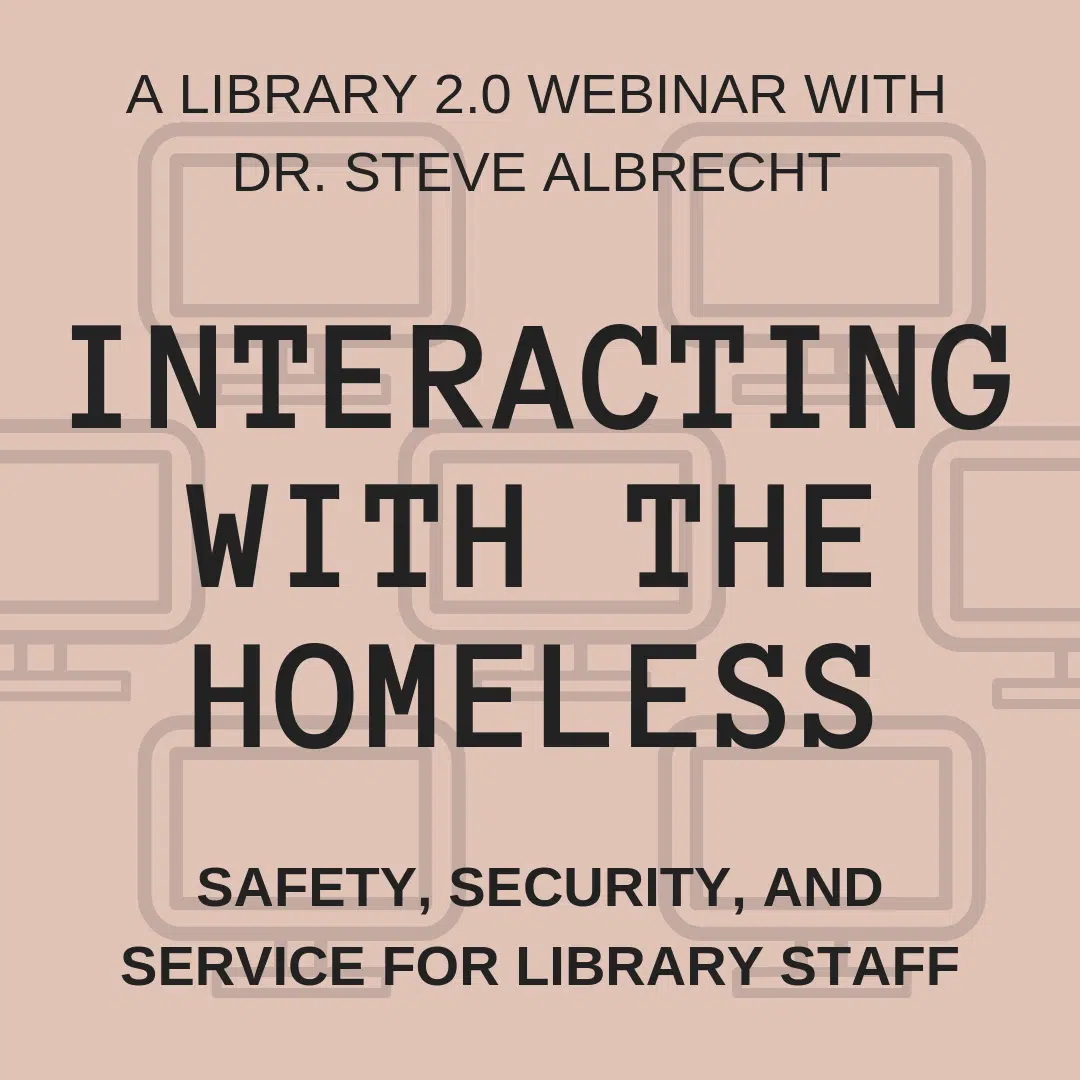 A LIBRARY 2.0 WEBINAR WITH
DR. STEVE ALBRECHT
INTERACTING
WITH THE
HOMELESS
SAFETY, SECURITY, AND
SERVICE FOR LIBRARY STAFF